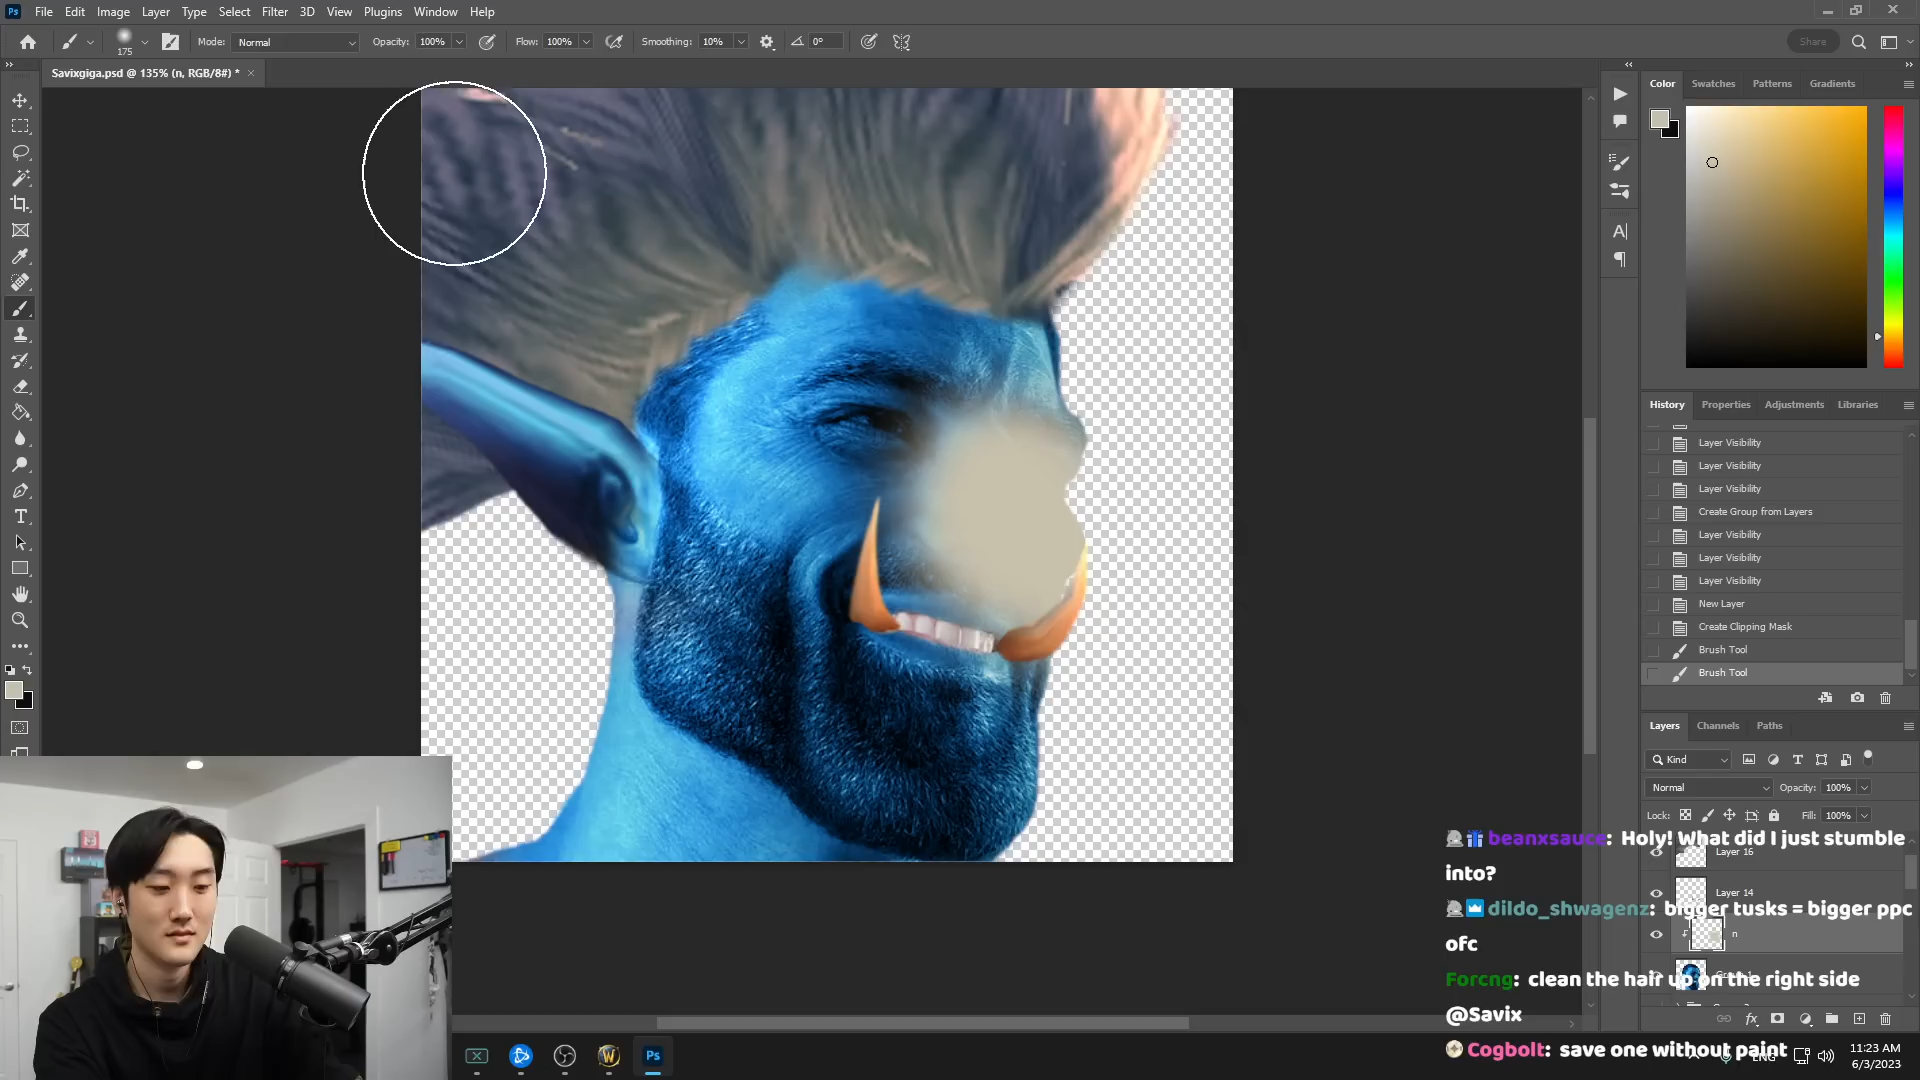 Ps File Edit Image Layer Type Select Filter 3D View Plugins Window Help
175 Mode: Normal Opacity: 100% Flow: 100% Smoothing: 10% 0° Share
Savixgiga.psd @ 135% (n, RGB/8#) *
Color Swatches Patterns Gradients
History Properties Adjustments Libraries
Layer Visibility
Layer Visibility
Layer Visibility
Create Group from Layers
Layer Visibility
Layer Visibility
Layer Visibility
New Layer
Create Clipping Mask
Brush Tool
Brush Tool
Layers Channels Paths
Kind
Normal Opacity: 100%
Lock: Fill: 100%
Layer 16
Layer 14
n
beanxsauce: Holy! What did I just stumble
into?
dildo_shwagenz: bigger tusks = bigger ppc
ofc
Forcng: clean the hair up on the right side
@Savix
Cogbolt: save one without paint
Ps
ENG
11:23 AM
6/3/2023